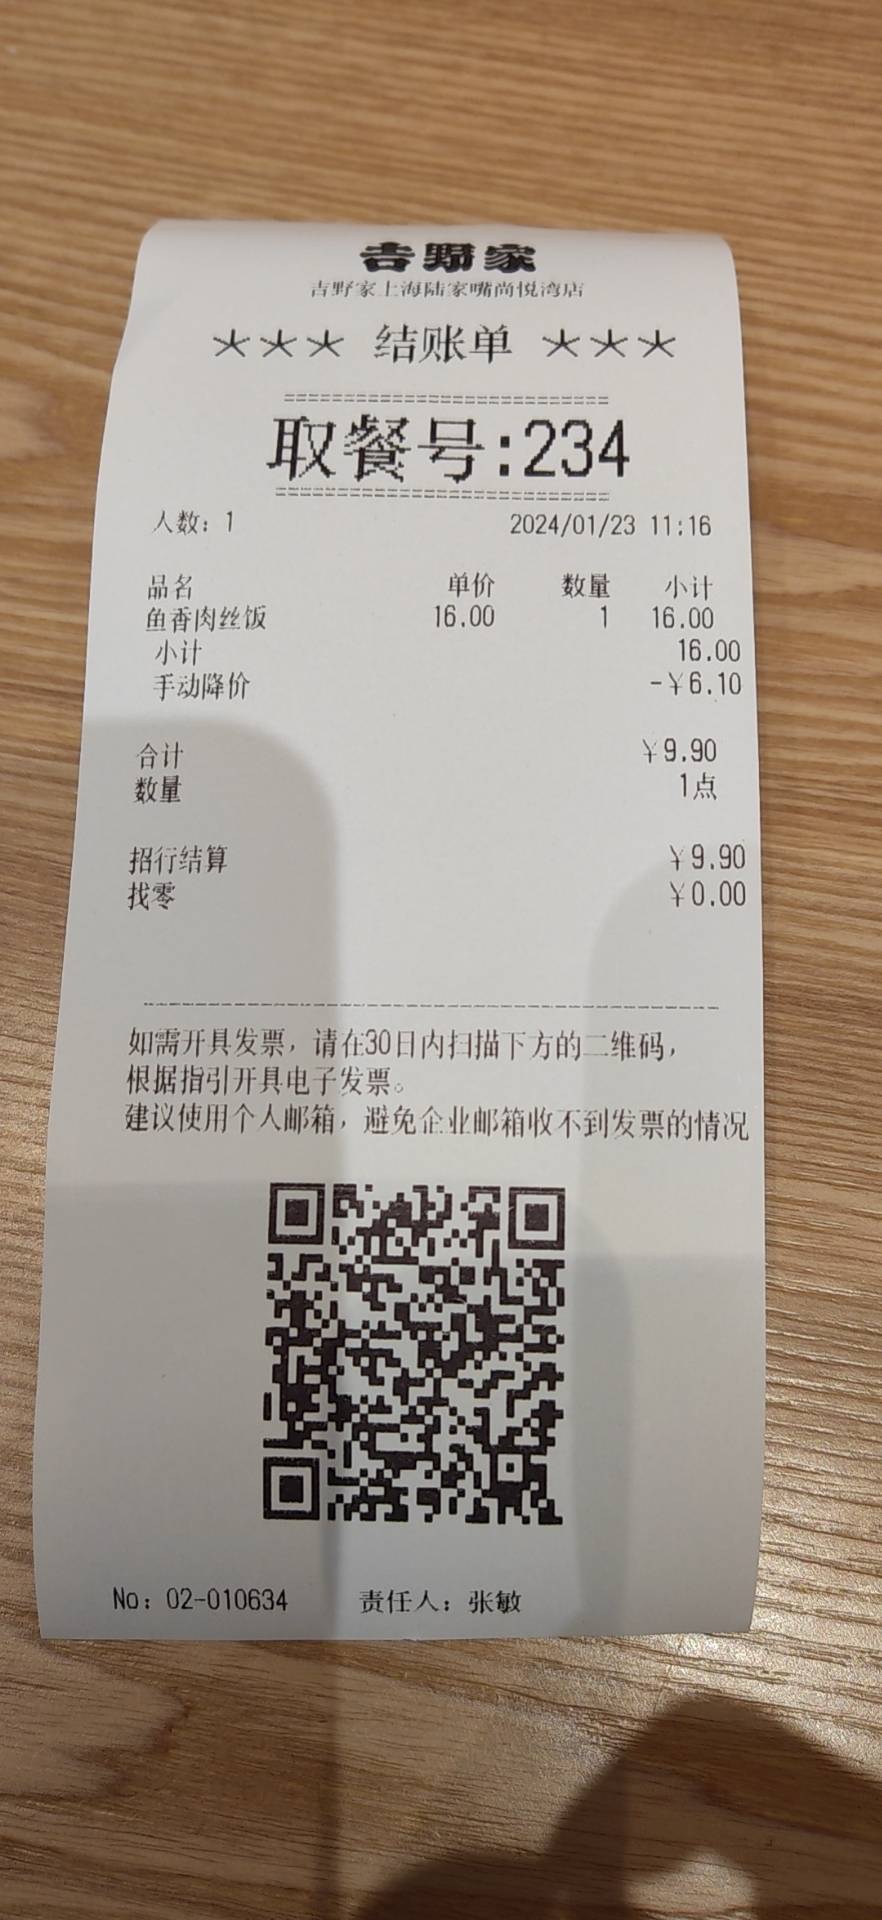 吉野家
吉野家上海陆家嘴尚悦湾店
*** 结账单 ***
取餐号:234
人数: 1 2024/01/23 11:16
品名 单价 数量 小计
鱼香肉丝饭 16.00 1 16.00
小计 16.00
手动降价 -¥6.10
合计 ¥9.90
数量 1点
招行结算 ¥9.90
找零 ¥0.00
如需开具发票，请在30日内扫描下方的二维码，
根据指引开具电子发票。
建议使用个人邮箱，避免企业邮箱收不到发票的情况
No: 02-010634 责任人: 张敏